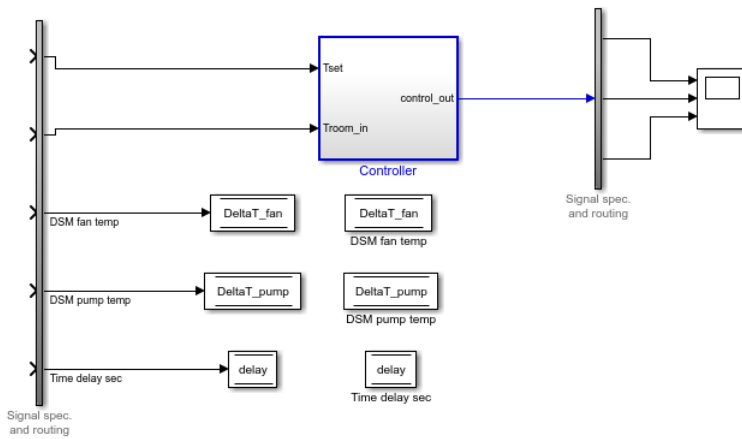 Tset
control_out
Troom_in
Controller
Signal spec.
and routing
DSM fan temp
DeltaT_fan
DeltaT_fan
DSM fan temp
DSM pump temp
DeltaT_pump
DeltaT_pump
DSM pump temp
Time delay sec
delay
delay
Time delay sec
Signal spec.
and routing